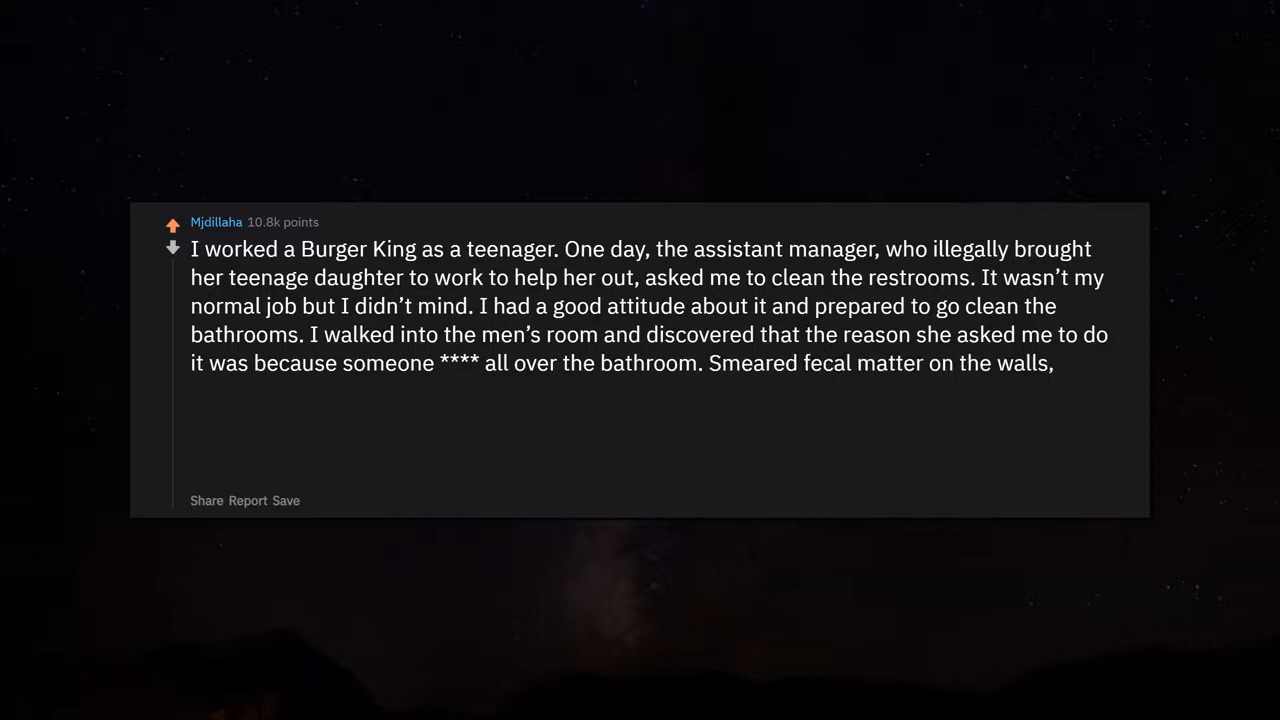 Mjdillaha 10.8k points
I worked a Burger King as a teenager. One day, the assistant manager, who illegally brought
her teenage daughter to work to help her out, asked me to clean the restrooms. It wasn’t my
normal job but I didn’t mind. I had a good attitude about it and prepared to go clean the
bathrooms. I walked into the men’s room and discovered that the reason she asked me to do
it was because someone **** all over the bathroom. Smeared fecal matter on the walls,
Share Report Save